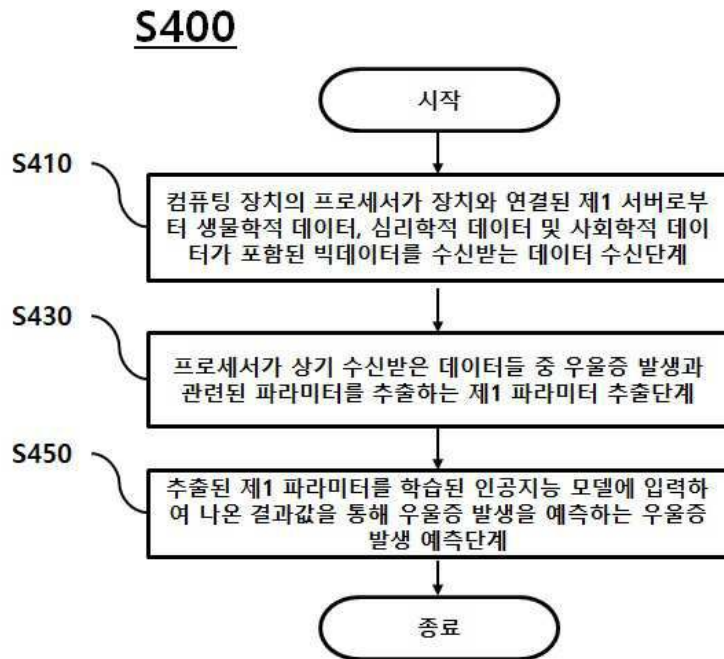 S400
시작
S410
컴퓨팅 장치의 프로세서가 장치와 연결된 제1 서버로부
터 생물학적 데이터, 심리학적 데이터 및 사회학적 데이
터가 포함된 빅데이터를 수신받는 데이터 수신단계
S430
프로세서가 상기 수신받은 데이터들 중 우울증 발생과
관련된 파라미터를 추출하는 제1 파라미터 추출단계
S450
추출된 제1 파라미터를 학습된 인공지능 모델에 입력하
여 나온 결과값을 통해 우울증 발생을 예측하는 우울증
발생 예측단계
종료